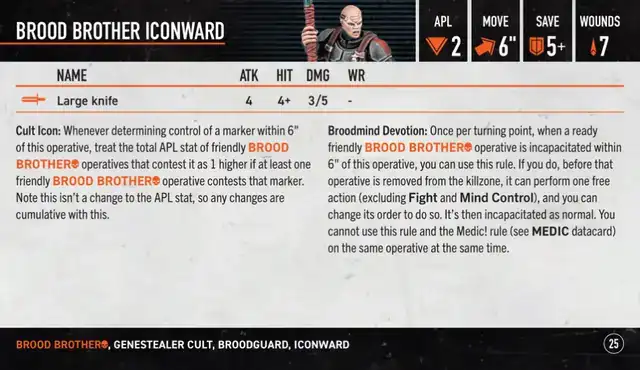 BROOD BROTHER ICONWARD
APL
2
MOVE
6"
SAVE
5+
WOUNDS
7
NAME ATK HIT DMG WR
Large knife 4 4+ 3/5 -
Cult Icon: Whenever determining control of a marker within 6"
of this operative, treat the total APL stat of friendly BROOD
BROTHER operatives that contest it as 1 higher if at least one
friendly BROOD BROTHER operative contests that marker.
Note this isn't a change to the APL stat, so any changes are
cumulative with this.
Broodmind Devotion: Once per turning point, when a ready
friendly BROOD BROTHER operative is incapacitated within
6" of this operative, you can use this rule. If you do, before that
operative is removed from the killzone, it can perform one free
action (excluding Fight and Mind Control), and you can
change its order to do so. It's then incapacitated as normal. You
cannot use this rule and the Medic! rule (see MEDIC datacard)
on the same operative at the same time.
BROOD BROTHER, GENESTEALER CULT, BROODGUARD, ICONWARD
25